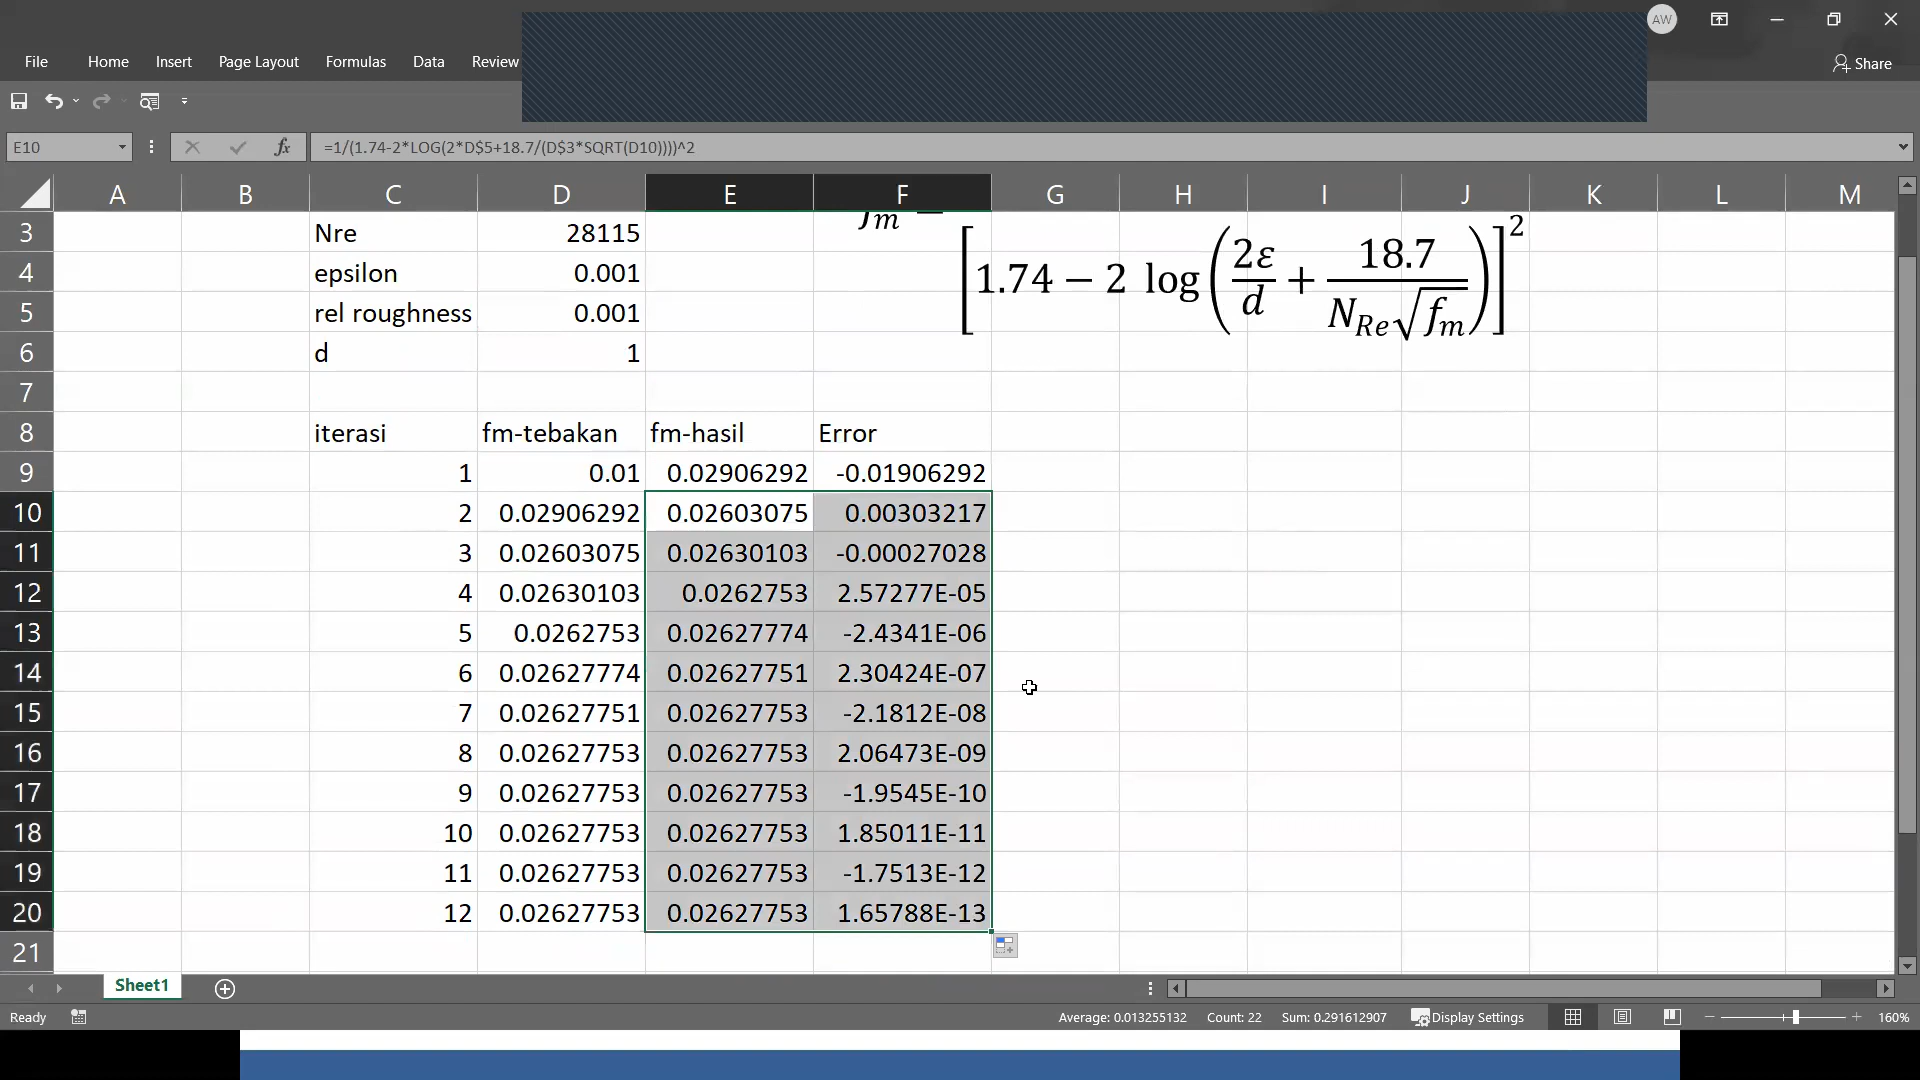 AW
File Home Insert Page Layout Formulas Data Review Share
E10 fx =1/(1.74-2*LOG(2*D$5+18.7/(D$3*SQRT(D10))))^2
A B C D E F G H I J K L M
3 Nre 28115
4 epsilon 0.001
5 rel roughness 0.001
6 d 1
[1.74 − 2 log(2ε/d + 18.7/(N_Re√f_m))]²
7
8 iterasi fm-tebakan fm-hasil Error
9 1 0.01 0.02906292 -0.01906292
10 2 0.02906292 0.02603075 0.00303217
11 3 0.02603075 0.02630103 -0.00027028
12 4 0.02630103 0.0262753 2.57277E-05
13 5 0.0262753 0.02627774 -2.4341E-06
14 6 0.02627774 0.02627751 2.30424E-07
15 7 0.02627751 0.02627753 -2.1812E-08
16 8 0.02627753 0.02627753 2.06473E-09
17 9 0.02627753 0.02627753 -1.9545E-10
18 10 0.02627753 0.02627753 1.85011E-11
19 11 0.02627753 0.02627753 -1.7513E-12
20 12 0.02627753 0.02627753 1.65788E-13
21
Sheet1
Ready Average: 0.013255132 Count: 22 Sum: 0.291612907 Display Settings 160%